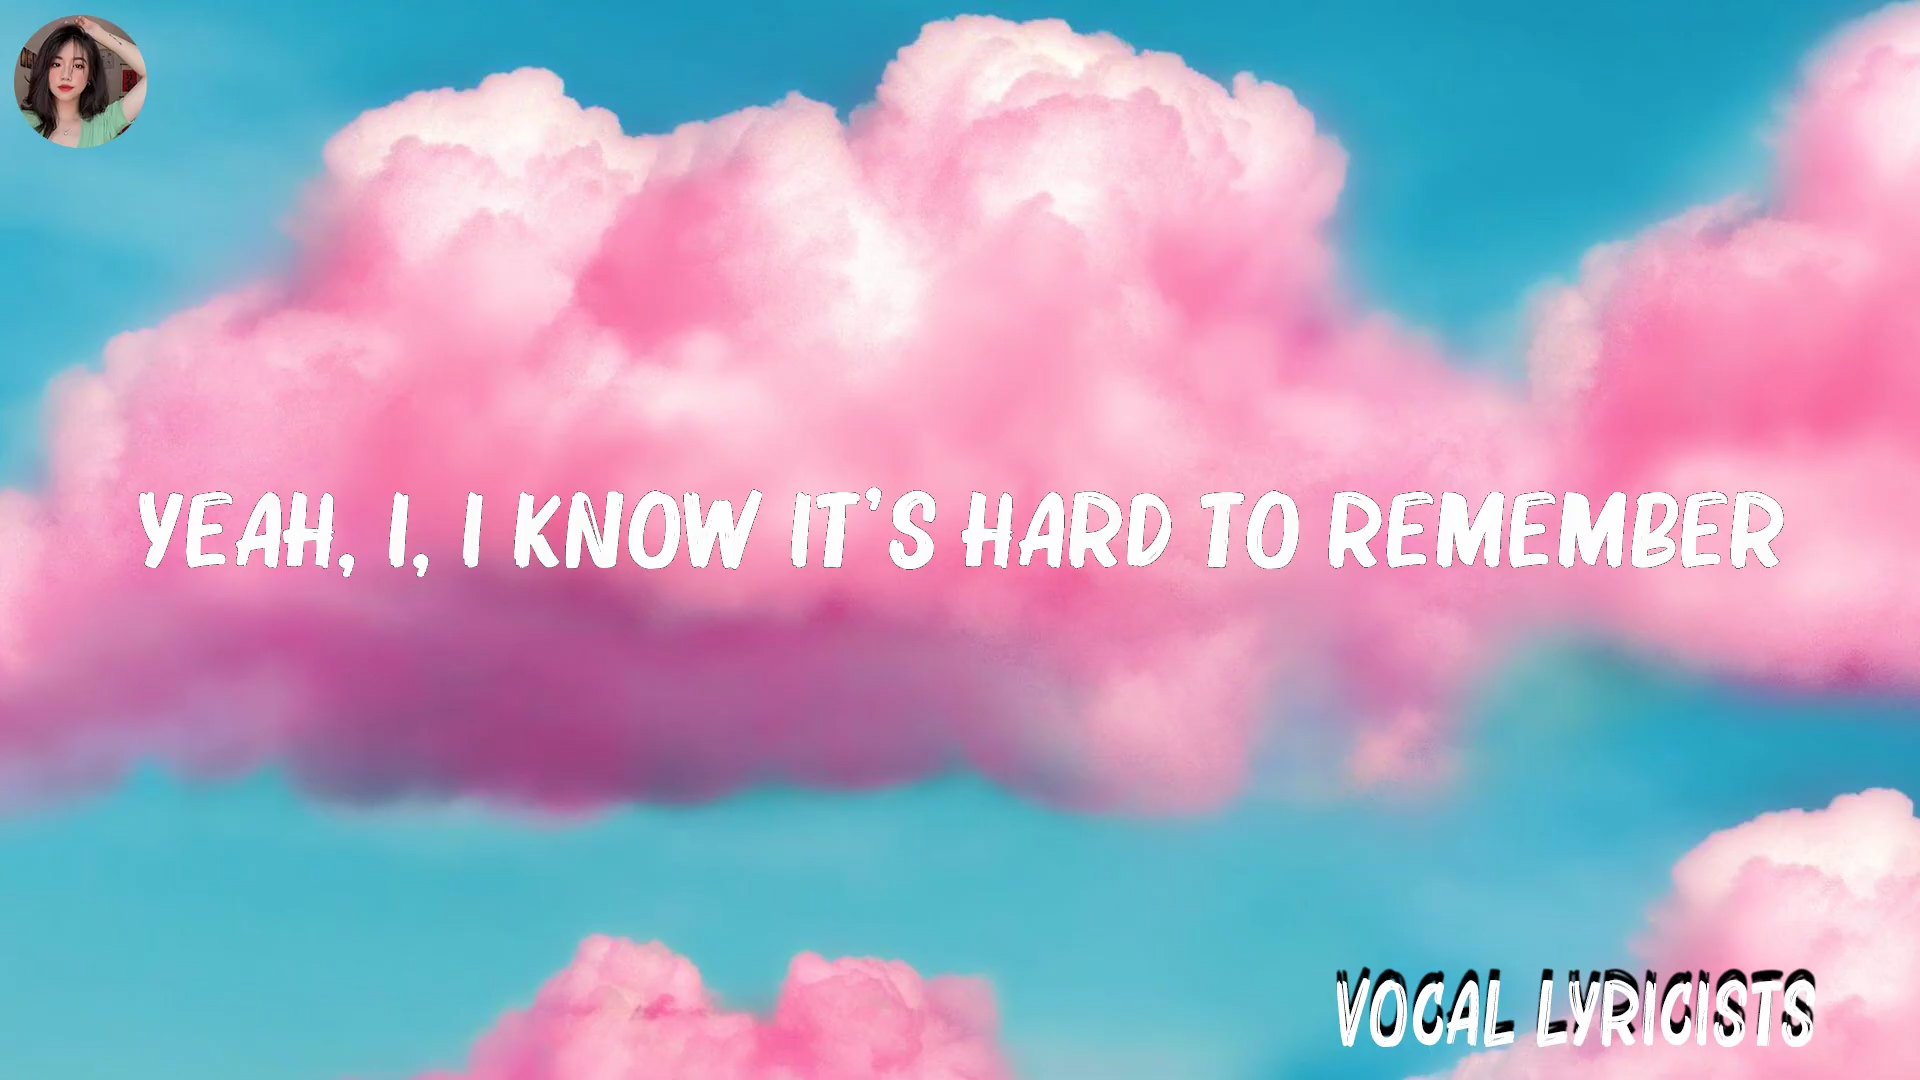 YEAH, I, I KNOW IT'S HARD TO REMEMBER
VOCAL LYRICISTS